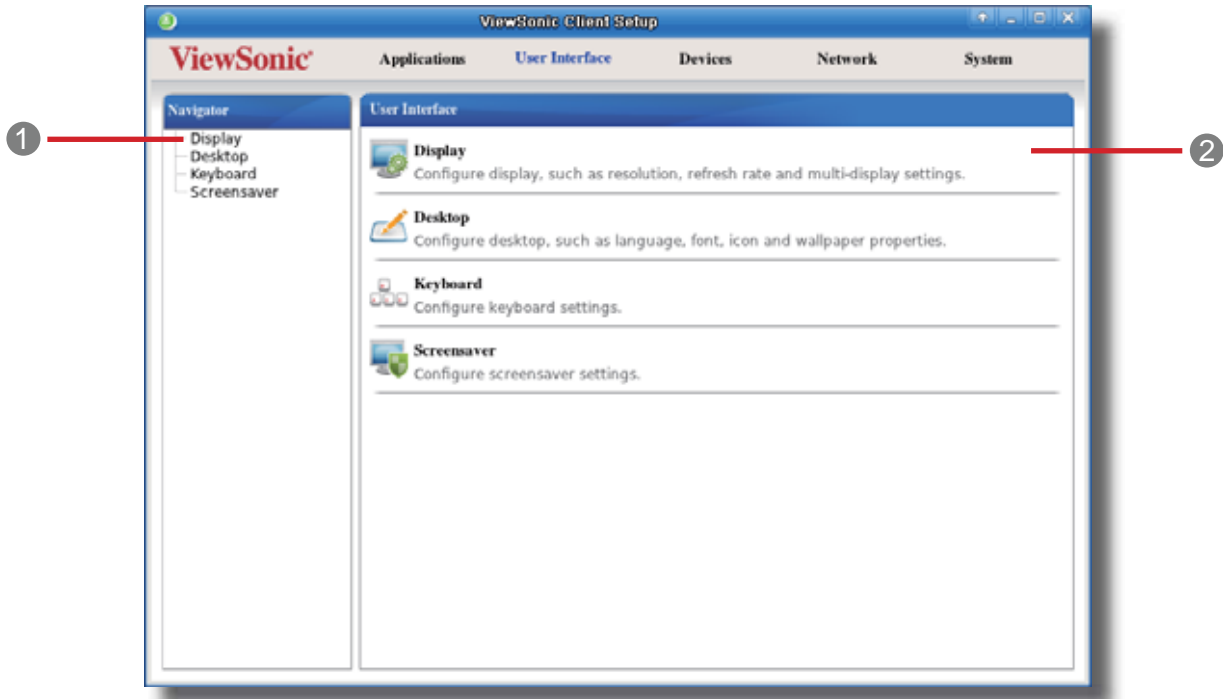 ViewSonic Client Setup
ViewSonic®
Applications
User Interface
Devices
Network
System
Navigator
Display
Desktop
Keyboard
Screensaver
User Interface
Display
Configure display, such as resolution, refresh rate and multi-display settings.
Desktop
Configure desktop, such as language, font, icon and wallpaper properties.
Keyboard
Configure keyboard settings.
Screensaver
Configure screensaver settings.
1
2